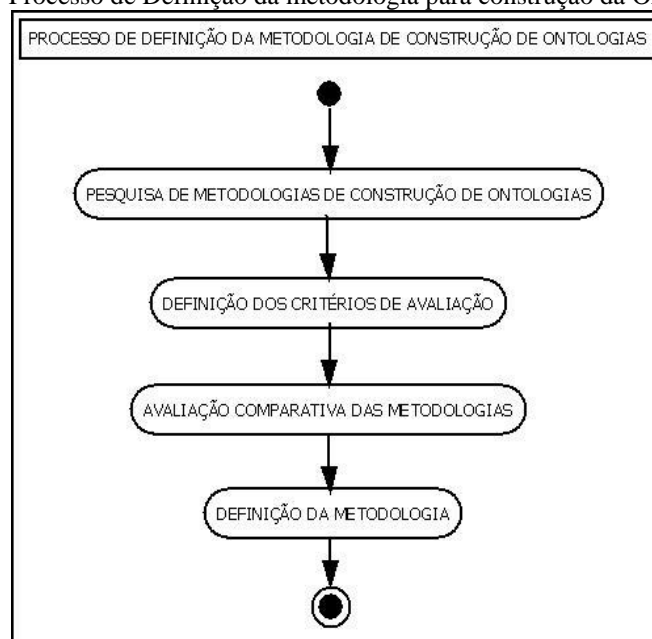 Processo de Definição da metodologia para construção da O
PROCESSO DE DEFINIÇÃO DA METODOLOGIA DE CONSTRUÇÃO DE ONTOLOGIAS
PESQUISA DE METODOLOGIAS DE CONSTRUÇÃO DE ONTOLOGIAS
DEFINIÇÃO DOS CRITÉRIOS DE AVALIAÇÃO
AVALIAÇÃO COMPARATIVA DAS METODOLOGIAS
DEFINIÇÃO DA METODOLOGIA